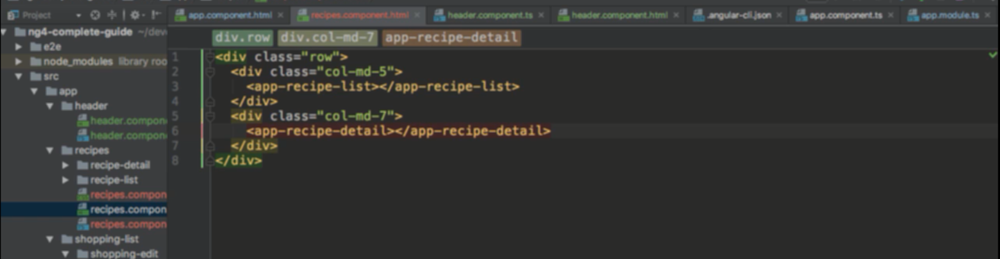 Project
app.component.html
recipes.component.html
header.component.ts
header.component.html
.angular-cli.json
app.component.ts
app.module.ts
ng4-complete-guide ~/dev
e2e
node_modules library roo
src
app
header
header.compone
header.compone
recipes
recipe-detail
recipe-list
recipes.compon
recipes.compon
recipes.compon
shopping-list
shopping-edit
div.row div.col-md-7 app-recipe-detail
1 <div class="row">
2 <div class="col-md-5">
3 <app-recipe-list></app-recipe-list>
4 </div>
5 <div class="col-md-7">
6 <app-recipe-detail></app-recipe-detail>
7 </div>
8 </div>